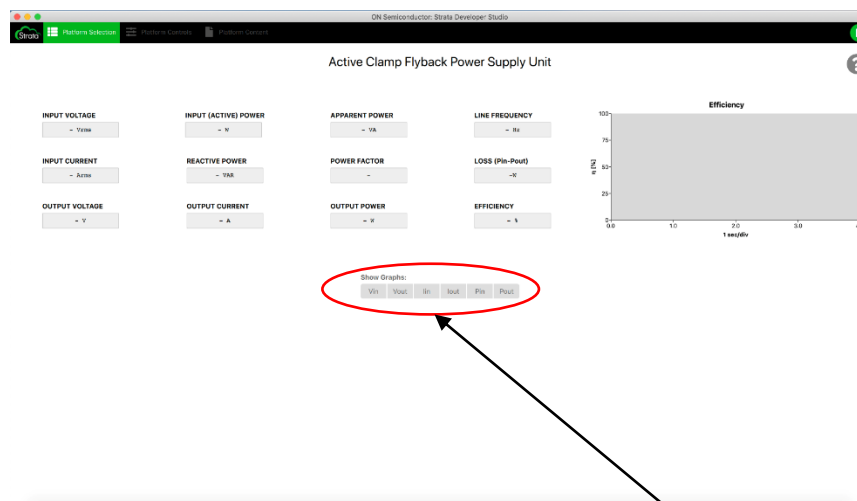 ON Semiconductor: Strata Developer Studio
Strata Platform Selection Platform Controls Platform Content
Active Clamp Flyback Power Supply Unit
?
INPUT VOLTAGE INPUT (ACTIVE) POWER APPARENT POWER LINE FREQUENCY
- Vrms - W - VA - Hz
INPUT CURRENT REACTIVE POWER POWER FACTOR LOSS (Pin-Pout)
- Arms - VAR - -W
OUTPUT VOLTAGE OUTPUT CURRENT OUTPUT POWER EFFICIENCY
- V - A - W - %
Efficiency
η [%]
100
75
50
25
0
0.0 1.0 2.0 3.0
1 sec/div
Show Graphs:
Vin Vout Iin Iout Pin Pout